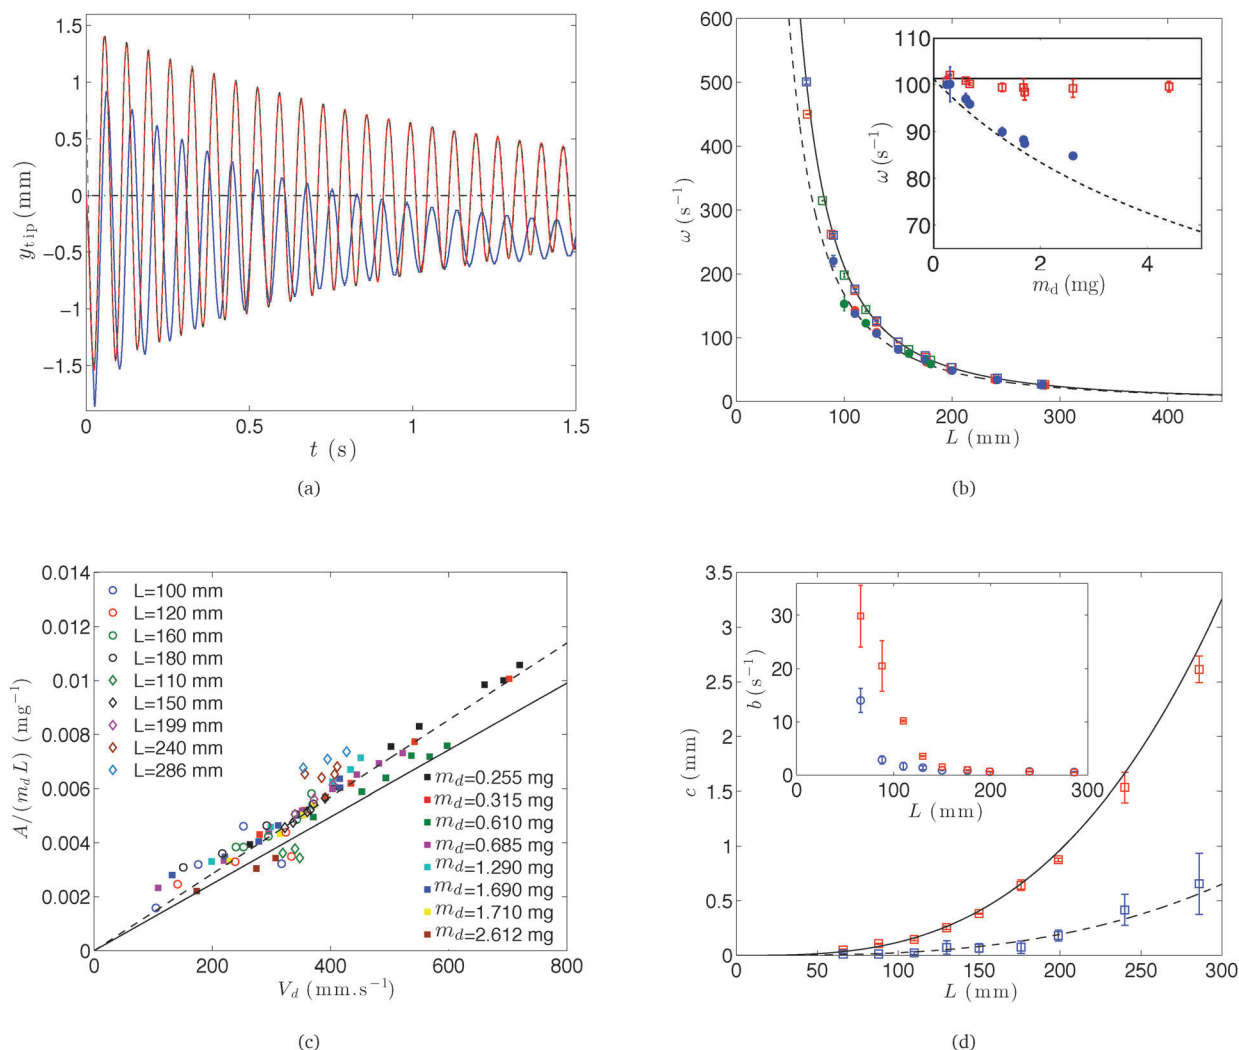 1.5
1
0.5
0
−0.5
−1
−1.5
y_tip (mm)
0
0.5
1
1.5
t (s)
(a)
600
500
400
300
200
100
0
ω (s⁻¹)
0
100
200
300
400
L (mm)
110
100
90
80
70
ω (s⁻¹)
0
2
4
m_d (mg)
(b)
0.014
0.012
0.01
0.008
0.006
0.004
0.002
0
A/(m_d L) (mg⁻¹)
L=100 mm
L=120 mm
L=160 mm
L=180 mm
L=110 mm
L=150 mm
L=199 mm
L=240 mm
L=286 mm
m_d=0.255 mg
m_d=0.315 mg
m_d=0.610 mg
m_d=0.685 mg
m_d=1.290 mg
m_d=1.690 mg
m_d=1.710 mg
m_d=2.612 mg
0
200
400
600
800
V_d (mm.s⁻¹)
(c)
3.5
3
2.5
2
1.5
1
0.5
0
c (mm)
30
20
10
0
b (s⁻¹)
0
100
200
300
L (mm)
0
50
100
150
200
250
300
L (mm)
(d)